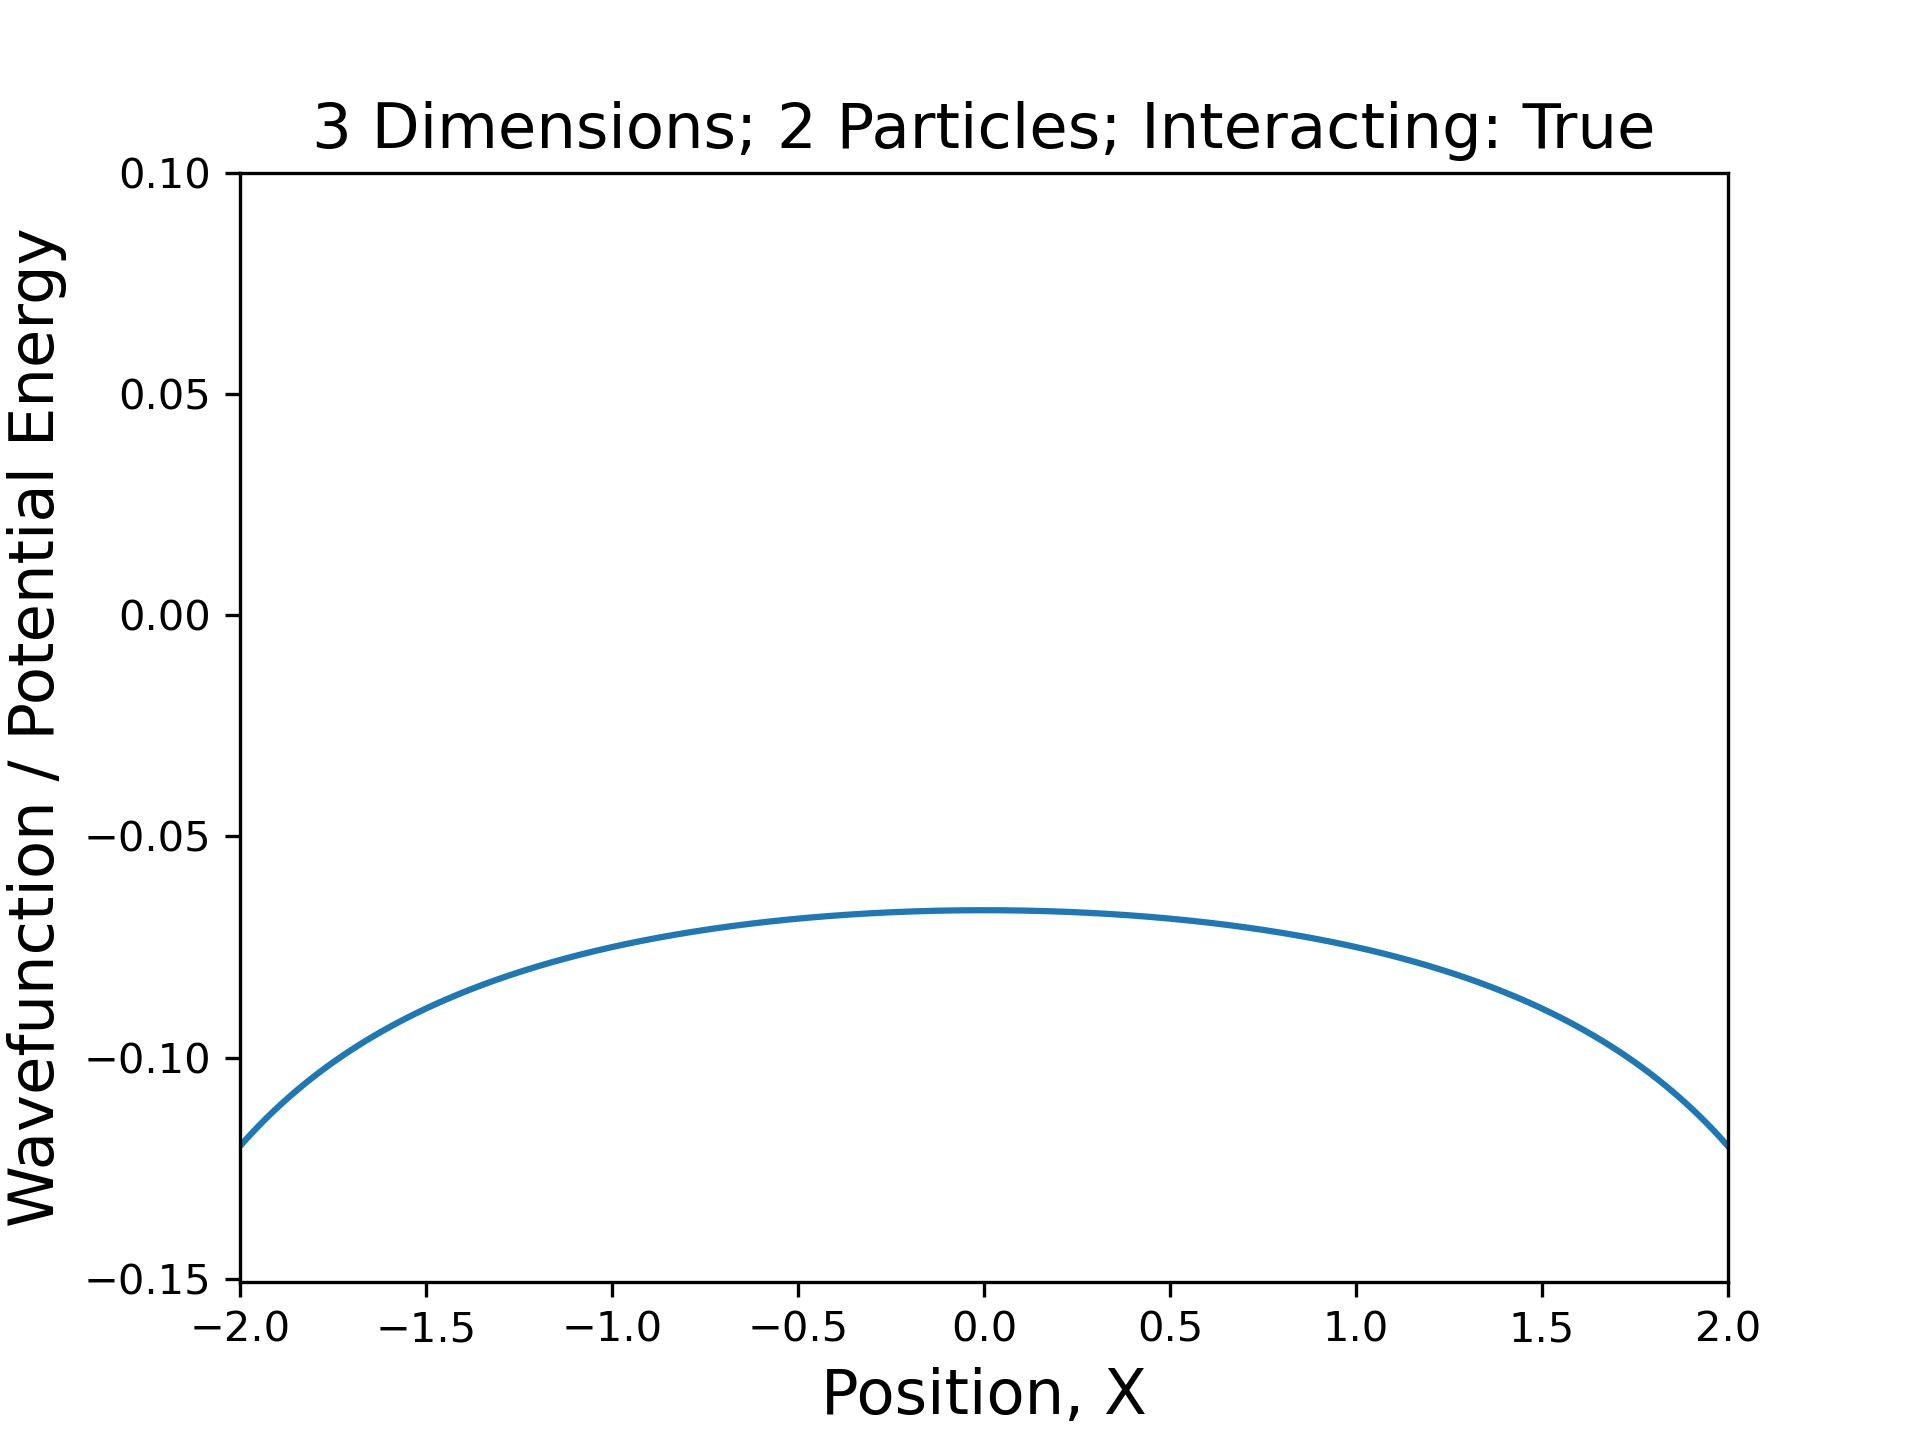 3 Dimensions; 2 Particles; Interacting: True
Wavefunction / Potential Energy
0.10
0.05
0.00
−0.05
−0.10
−0.15
−2.0 −1.5 −1.0 −0.5 0.0 0.5 1.0 1.5 2.0
Position, X